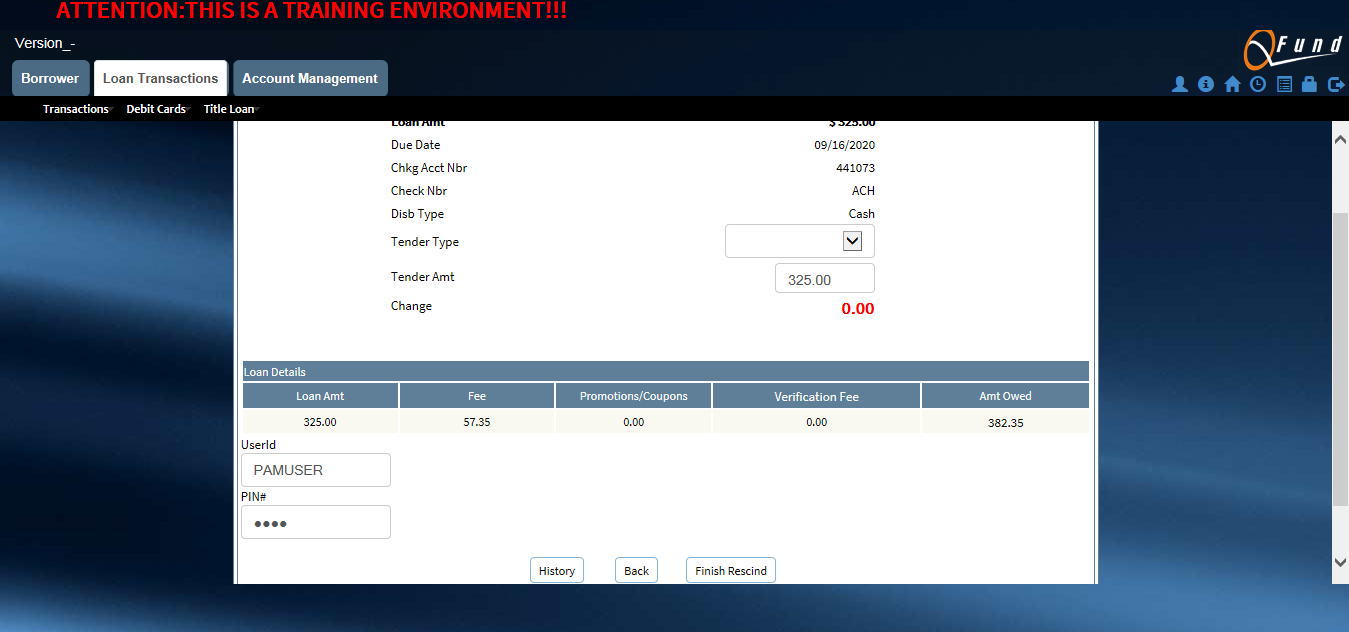 ATTENTION:THIS IS A TRAINING ENVIRONMENT!!!
Version_-
QFund
Borrower Loan Transactions Account Management
Transactions Debit Cards Title Loan
Loan Amt $ 325.00
Due Date 09/16/2020
Chkg Acct Nbr 441073
Check Nbr ACH
Disb Type Cash
Tender Type
Tender Amt 325.00
Change 0.00
Loan Details
Loan Amt Fee Promotions/Coupons Verification Fee Amt Owed
325.00 57.35 0.00 0.00 382.35
UserId
PAMUSER
PIN#
●●●●
History Back Finish Rescind